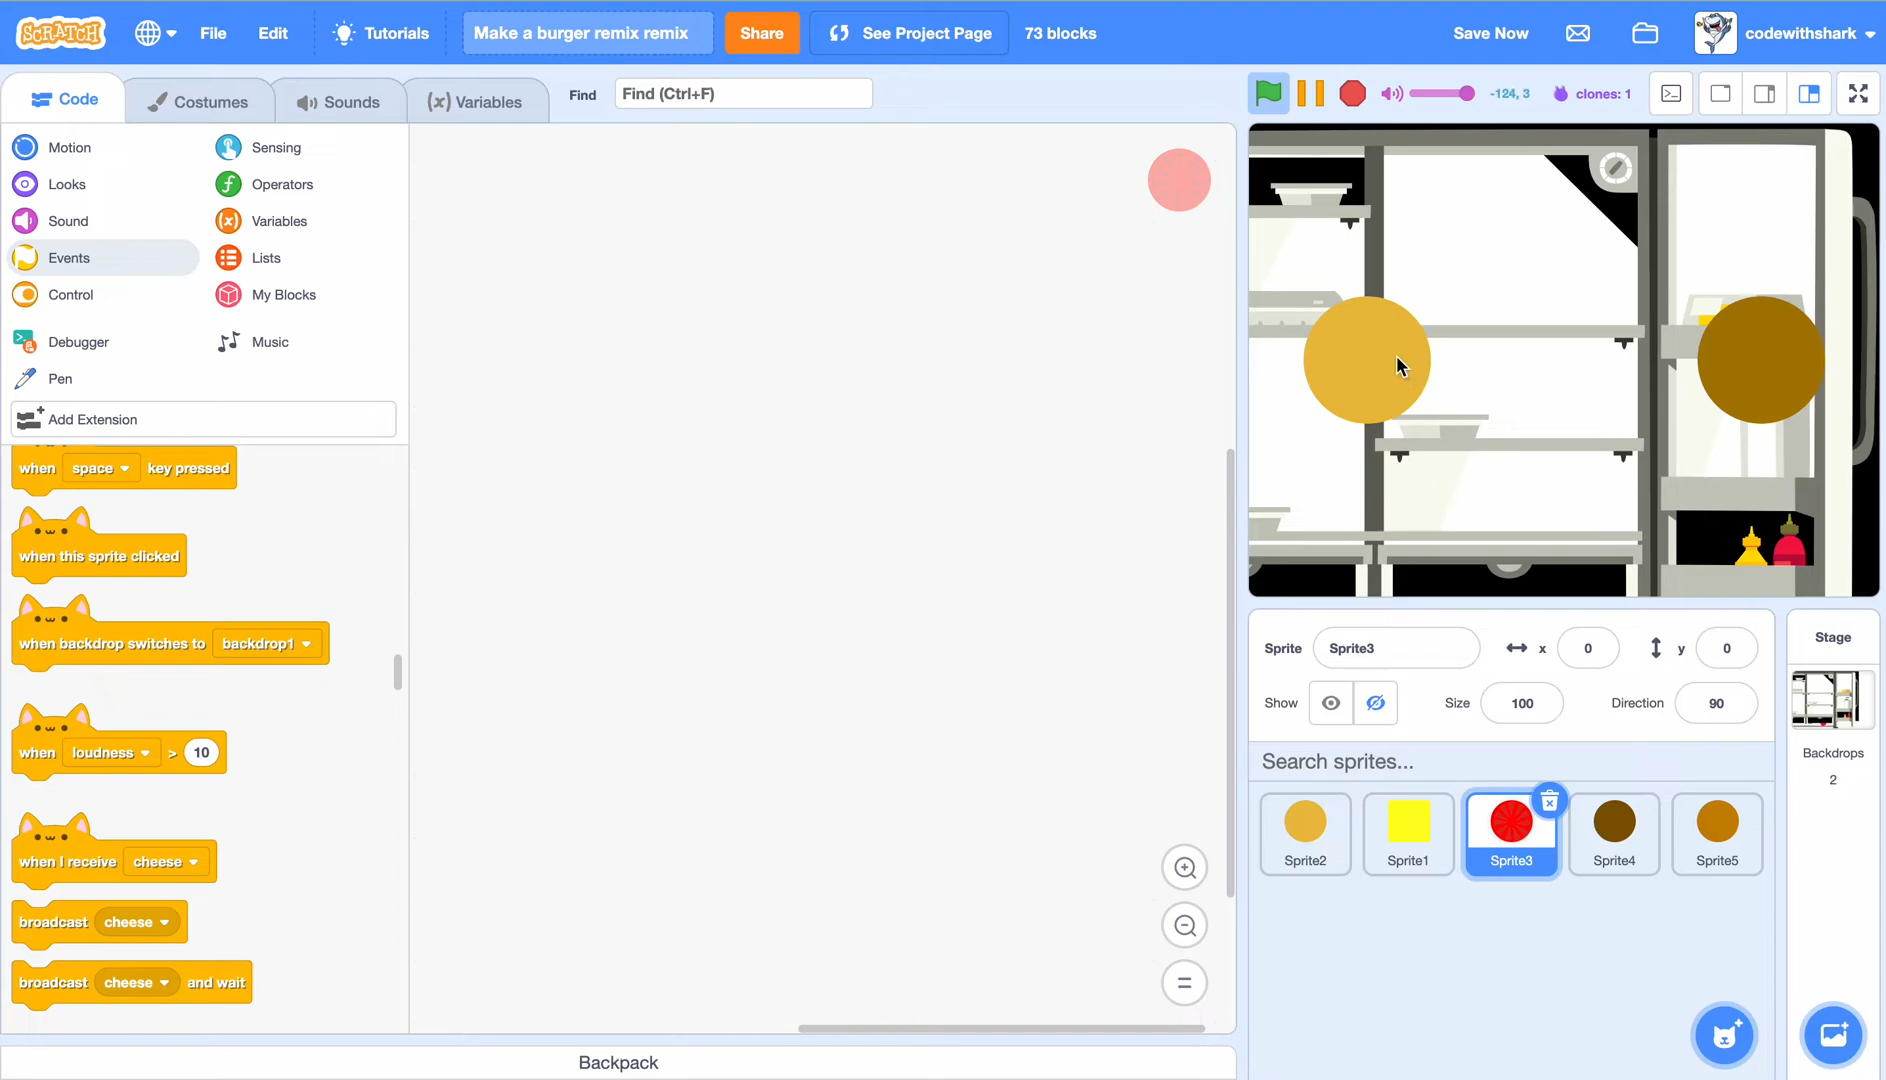 SCRATCH File Edit Tutorials Make a burger remix remix Share See Project Page 73 blocks Save Now codewithshark
Code Costumes Sounds (x) Variables Find Find (Ctrl+F) -124, 3 clones: 1
Motion Sensing
Looks Operators
Sound Variables
Events Lists
Control My Blocks
Debugger Music
Pen
Add Extension
when space key pressed
when this sprite clicked
when backdrop switches to backdrop1
when loudness > 10
when I receive cheese
broadcast cheese
broadcast cheese and wait
Backpack
Sprite Sprite3 x 0 y 0
Show Size 100 Direction 90
Search sprites...
Sprite2 Sprite1 Sprite3 Sprite4 Sprite5
Stage
Backdrops
2